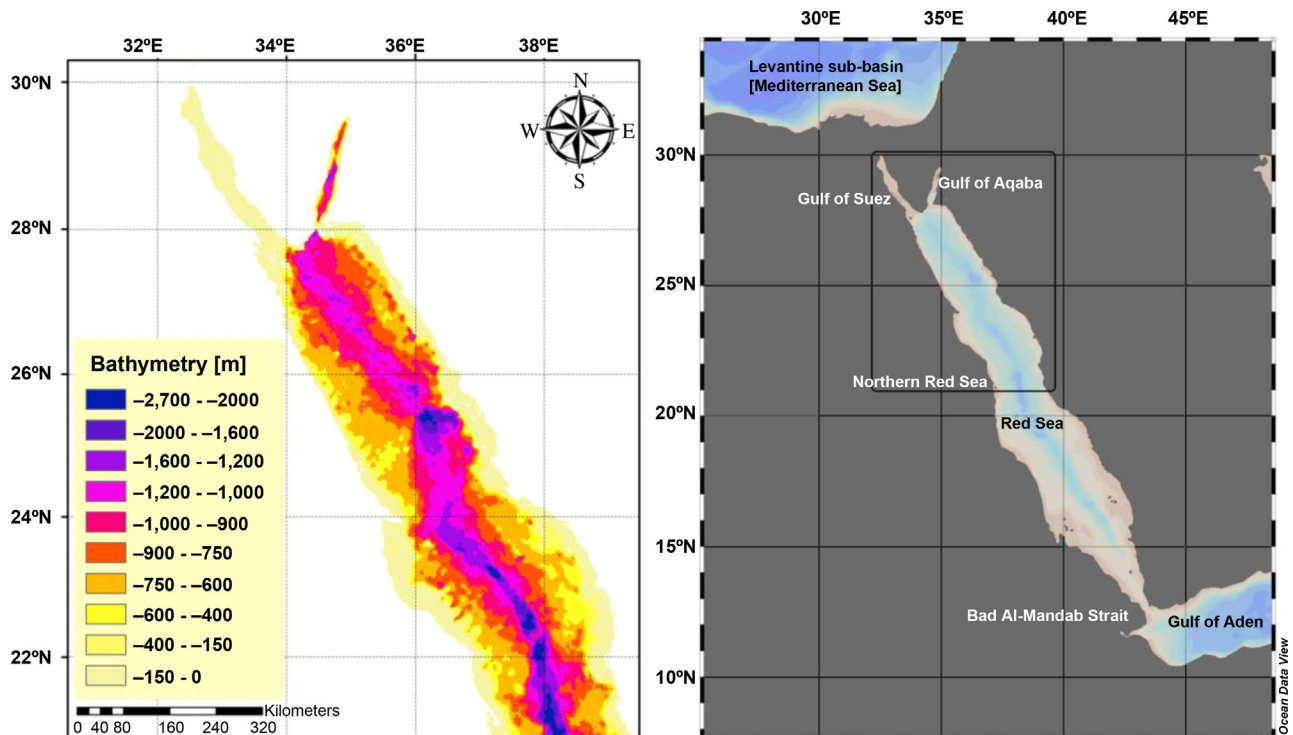 32ºE 34ºE 36ºE 38ºE
30ºN
28ºN
26ºN
24ºN
22ºN
N
W E
S
Bathymetry [m]
–2,700 - –2000
–2000 - –1,600
–1,600 - –1,200
–1,200 - –1,000
–1,000 - –900
–900 - –750
–750 - –600
–600 - –400
–400 - –150
–150 - 0
Kilometers
0 40 80 160 240 320
30ºE 35ºE 40ºE 45ºE
30ºN
25ºN
20ºN
15ºN
10ºN
Levantine sub-basin
[Mediterranean Sea]
Gulf of Aqaba
Gulf of Suez
Northern Red Sea
Red Sea
Bad Al-Mandab Strait
Gulf of Aden
Ocean Data View